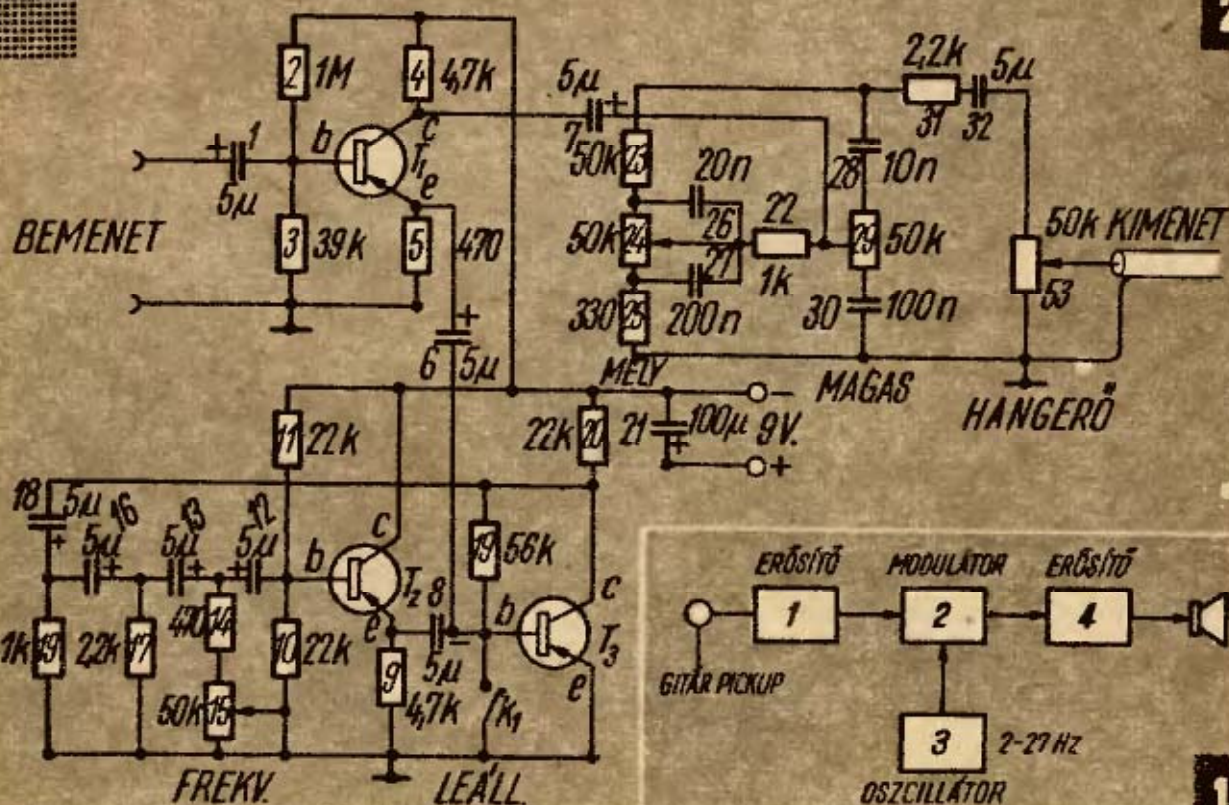 2 1M
4 4,7k
5µ
7
2,2k
31
5µ
32
+ 1
5µ
b
c
T₁
e
BEMENET
3 39k
5 470
50k 23
20n
26
22
1k
28
10n
50k 24
27
29 50k
330 25
200n
30 100n
50k KIMENET
53
+
6 5µ
MÉLY
MAGAS
HANGERŐ
11 22k
22k 20
21
100µ
9V.
−
+
18
5µ
5µ 16
5µ 13
5µ 12
b
c
T₂
e
8
5µ
19 56k
b
c
T₃
e
1k 19
2,2k 17
470 14
10 22k
50k 15
9
4,7k
k₁
FREKV.
LEÁLL.
ERŐSÍTŐ
MODULÁTOR
ERŐSÍTŐ
1
2
4
GITÁR PICKUP
3
2-27 Hz
OSZCILLÁTOR